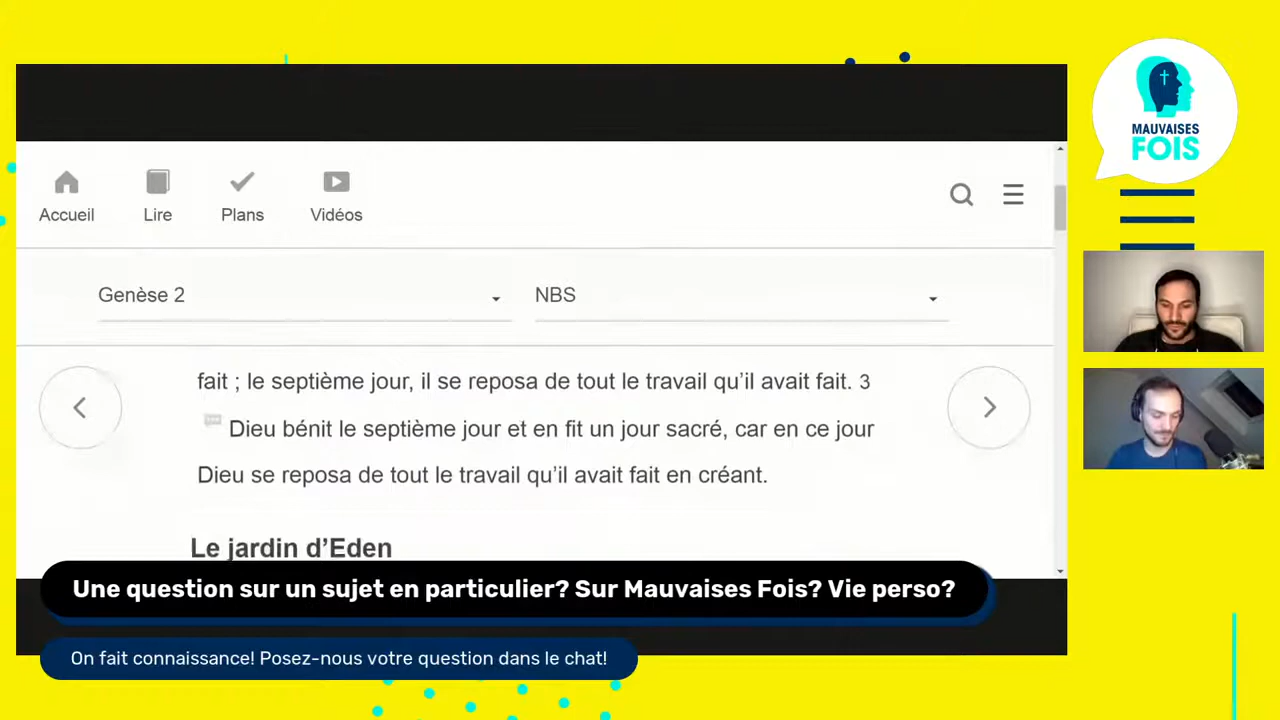 MAUVAISES
FOIS
Accueil
Lire
Plans
Vidéos
Genèse 2
NBS
fait ; le septième jour, il se reposa de tout le travail qu’il avait fait. 3
Dieu bénit le septième jour et en fit un jour sacré, car en ce jour
Dieu se reposa de tout le travail qu’il avait fait en créant.
Le jardin d’Eden
Une question sur un sujet en particulier? Sur Mauvaises Fois? Vie perso?
On fait connaissance! Posez-nous votre question dans le chat!